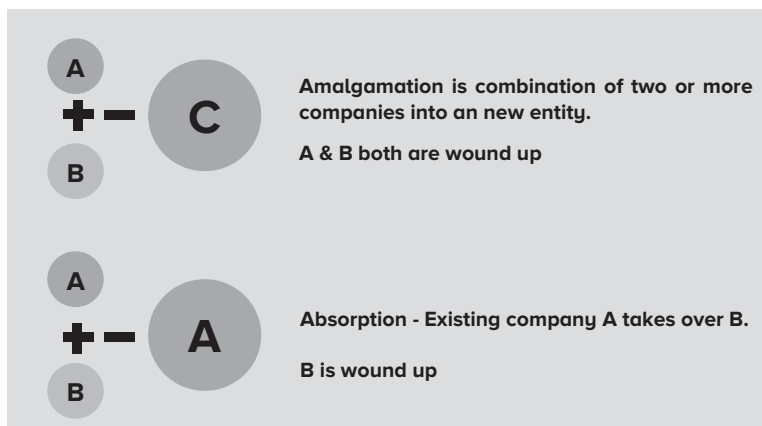 A
+ − C
B
Amalgamation is combination of two or more
companies into an new entity.
A & B both are wound up
A
+ − A
B
Absorption - Existing company A takes over B.
B is wound up